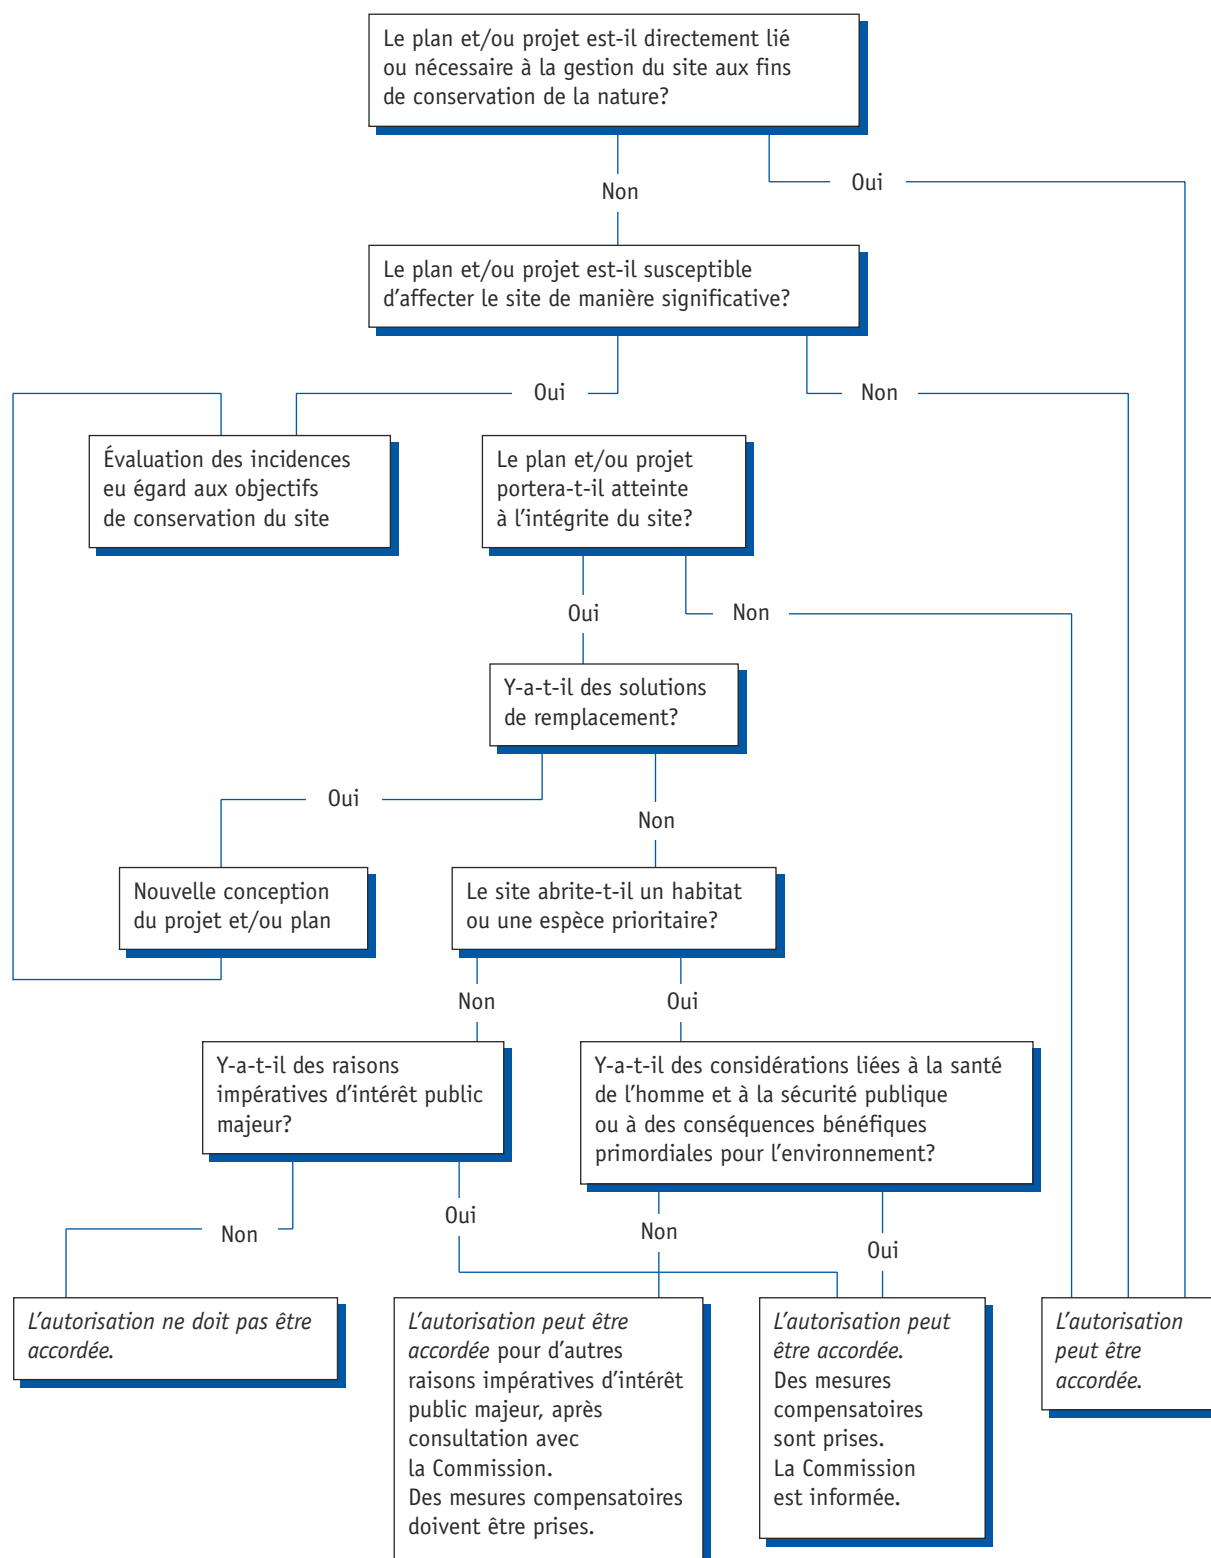 Le plan et/ou projet est-il directement lié
ou nécessaire à la gestion du site aux fins
de conservation de la nature?
Oui
Non
Le plan et/ou projet est-il susceptible
d'affecter le site de manière significative?
Oui
Non
Évaluation des incidences
eu égard aux objectifs
de conservation du site
Le plan et/ou projet
portera-t-il atteinte
à l'intégrite du site?
Oui
Non
Y-a-t-il des solutions
de remplacement?
Oui
Non
Nouvelle conception
du projet et/ou plan
Le site abrite-t-il un habitat
ou une espèce prioritaire?
Non
Oui
Y-a-t-il des raisons
impératives d'intérêt public
majeur?
Y-a-t-il des considérations liées à la santé
de l'homme et à la sécurité publique
ou à des conséquences bénéfiques
primordiales pour l'environnement?
Non
Oui
Non
Oui
L'autorisation ne doit pas être
accordée.
L'autorisation peut être
accordée pour d'autres
raisons impératives d'intérêt
public majeur, après
consultation avec
la Commission.
Des mesures compensatoires
doivent être prises.
L'autorisation peut
être accordée.
Des mesures
compensatoires
sont prises.
La Commission
est informée.
L'autorisation
peut être
accordée.